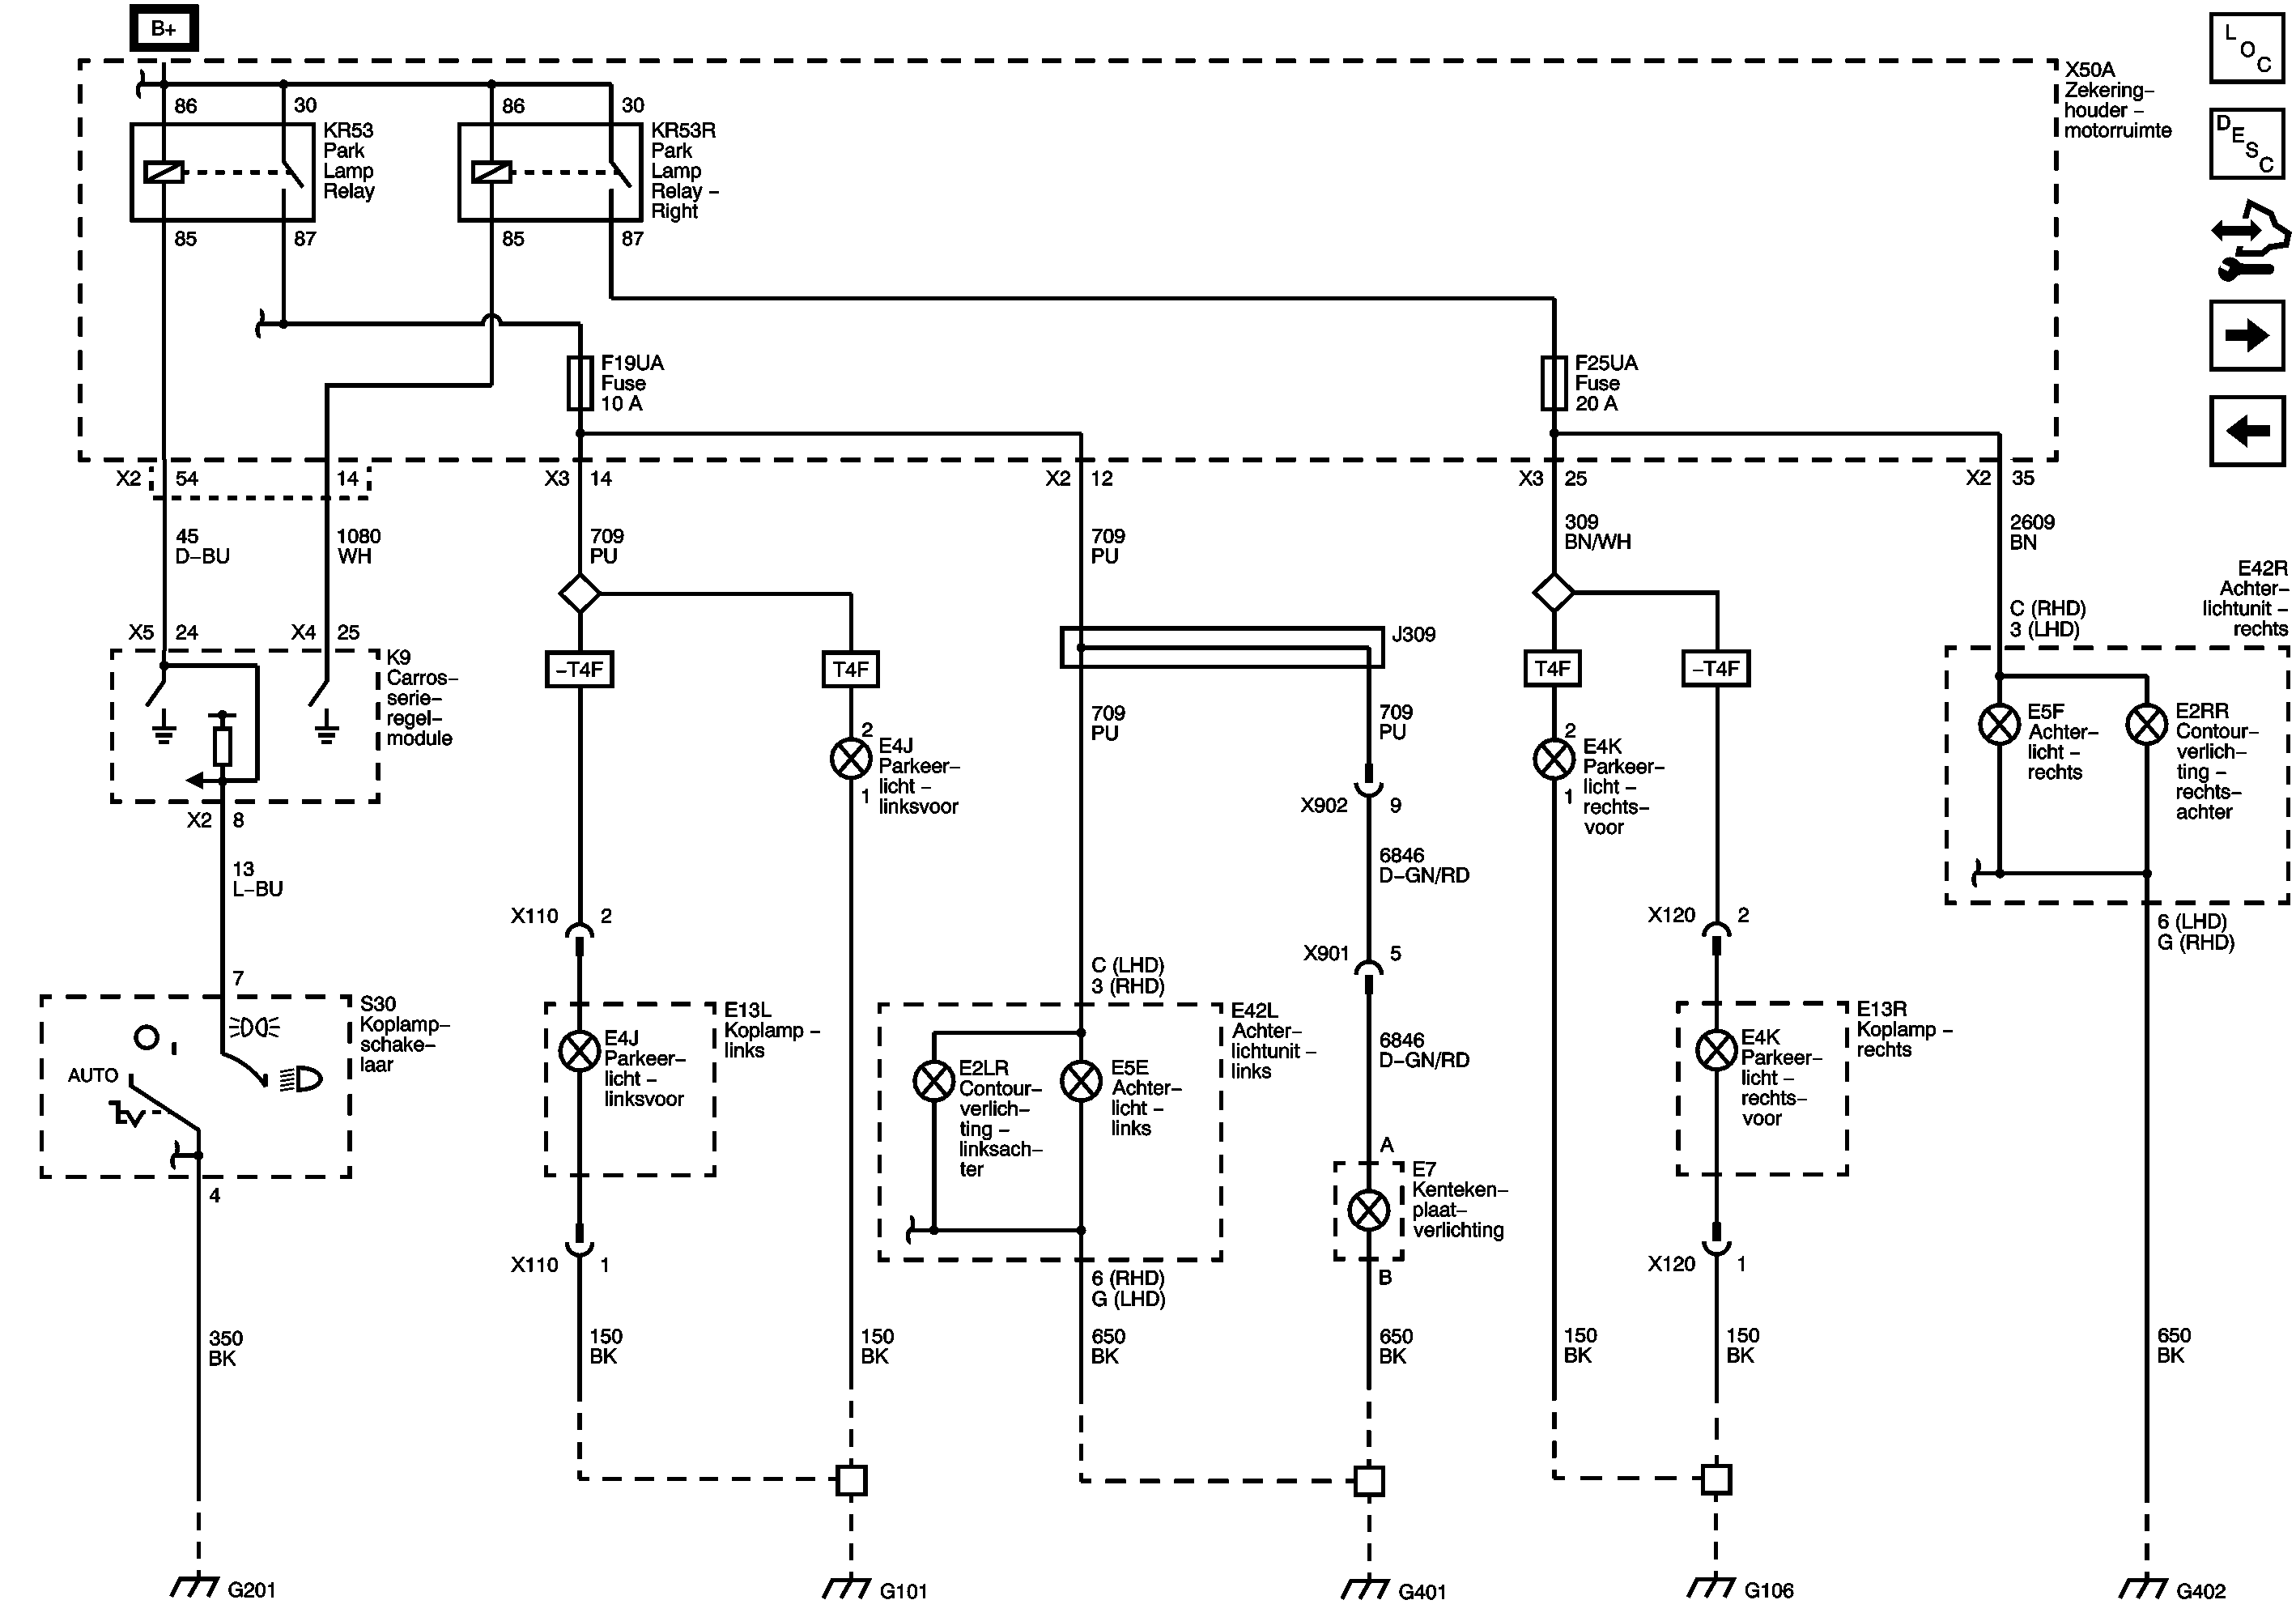 B+
L
O
C
X50A
Zekering–
houder –
motorruimte
86
30
86
30
D
E
S
C
KR53
Park
Lamp
Relay
KR53R
Park
Lamp
Relay –
Right
85
87
85
87
F19UA
Fuse
10 A
F25UA
Fuse
20 A
X2
54
14
X3
14
X2
12
X3
25
X2
35
45
D–BU
1080
WH
709
PU
709
PU
309
BN/WH
2609
BN
E42R
Achter–
lichtunit –
rechts
C (RHD)
3 (LHD)
X5
24
X4
25
J309
K9
Carros–
serie–
regel–
module
–T4F
T4F
T4F
–T4F
709
PU
709
PU
2
E4J
Parkeer–
licht –
linksvoor
1
2
E4K
Parkeer–
licht –
rechts–
voor
1
E5F
Achter–
licht –
rechts
E2RR
Contour–
verlich–
ting –
rechts–
achter
X2
8
X902
9
13
L–BU
6846
D–GN/RD
X110
2
X120
2
6 (LHD)
G (RHD)
X901
5
7
C (LHD)
3 (RHD)
S30
Koplamp–
schake–
laar
AUTO
E13L
Koplamp –
links
E4J
Parkeer–
licht –
linksvoor
E42L
Achter–
lichtunit –
links
E2LR
Contour–
verlich–
ting –
linksach–
ter
E5E
Achter–
licht –
links
6846
D–GN/RD
E13R
Koplamp –
rechts
E4K
Parkeer–
licht –
rechts–
voor
A
E7
Kenteken–
plaat–
verlichting
B
4
X110
1
6 (RHD)
G (LHD)
X120
1
350
BK
150
BK
150
BK
650
BK
650
BK
150
BK
150
BK
650
BK
G201
G101
G401
G106
G402